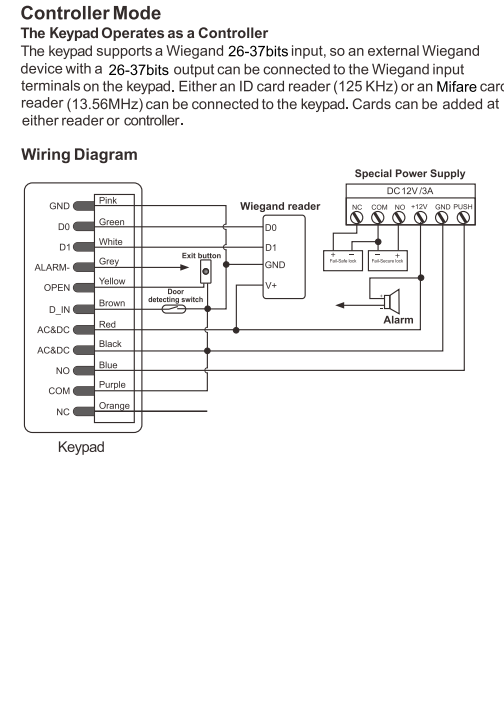 Controller Mode
The Keypad Operates as a Controller
The keypad supports a Wiegand 26-37bits input, so an external Wiegand
device with a 26-37bits output can be connected to the Wiegand input
terminals on the keypad. Either an ID card reader (125 KHz) or an Mifare card
reader (13.56MHz) can be connected to the keypad. Cards can be added at
either reader or controller.
Wiring Diagram
Special Power Supply
DC 12V /3A
NC COM NO +12V GND PUSH
GND Pink
D0 Green
D1 White
ALARM- Grey
OPEN Yellow
D_IN Brown
AC&DC Red
AC&DC Black
NO Blue
COM Purple
NC Orange
Keypad
Wiegand reader
D0
D1
GND
V+
Exit button
Door
detecting switch
+ −
Fail-Safe lock
− +
Fail-Secure lock
+
−
Alarm